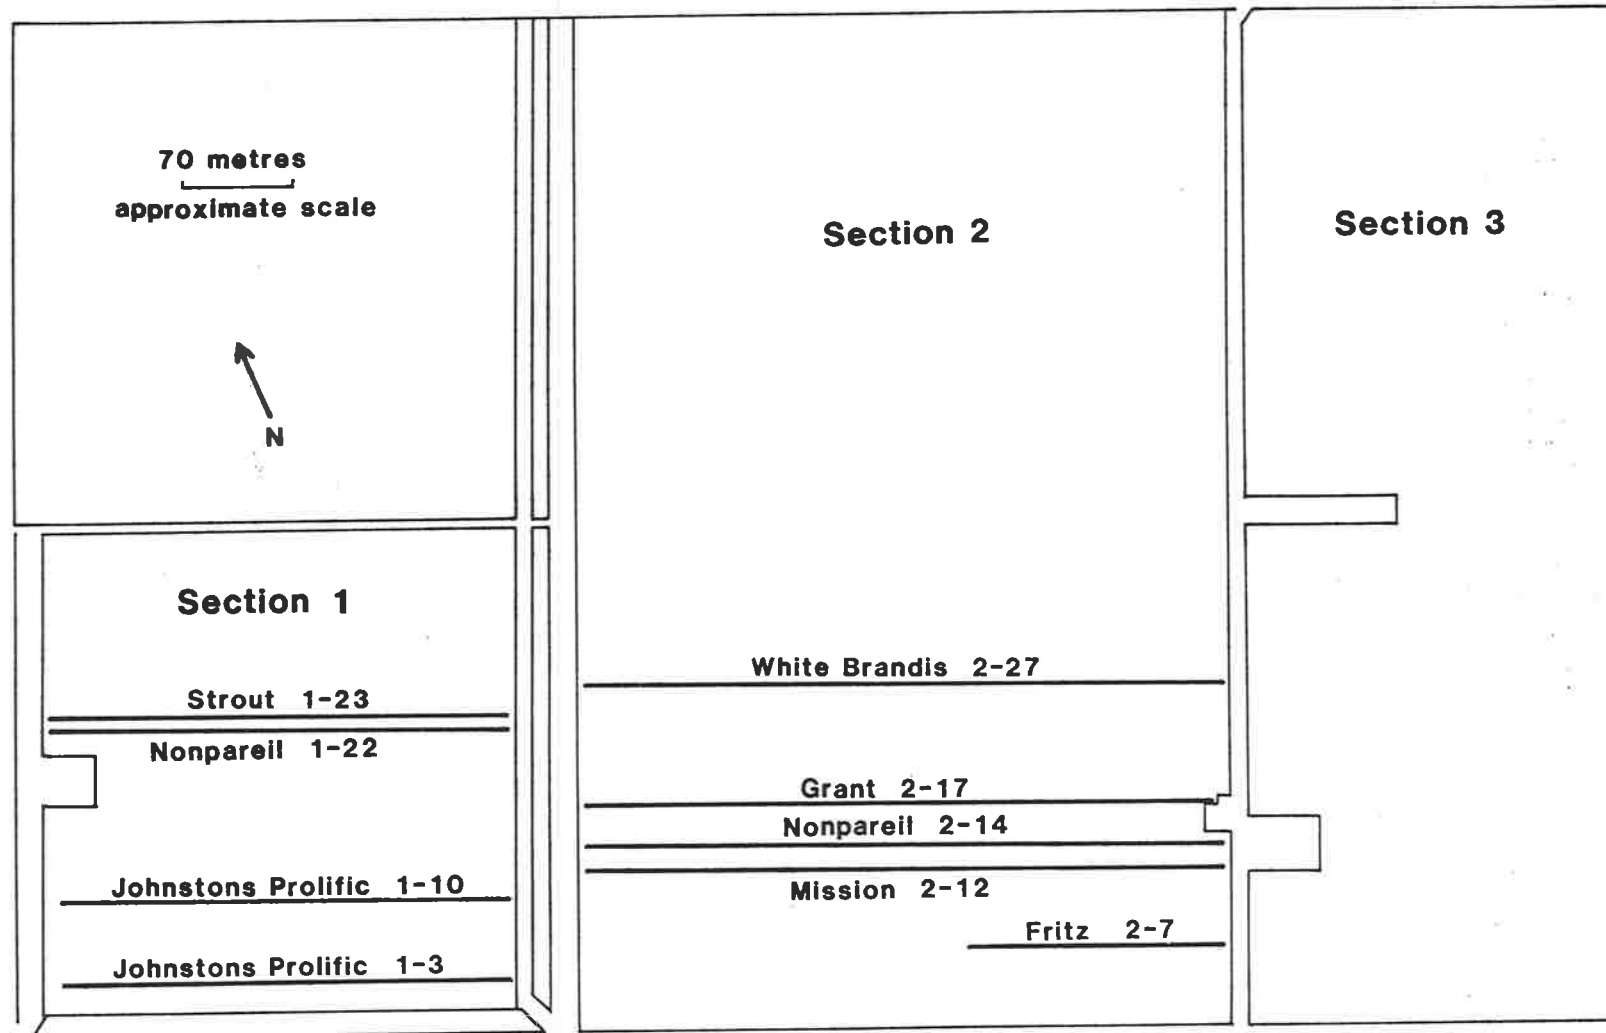 70 metres
approximate scale
N
Section 1
Strout 1-23
Nonpareil 1-22
Johnstons Prolific 1-10
Johnstons Prolific 1-3
Section 2
White Brandis 2-27
Grant 2-17
Nonpareil 2-14
Mission 2-12
Fritz 2-7
Section 3